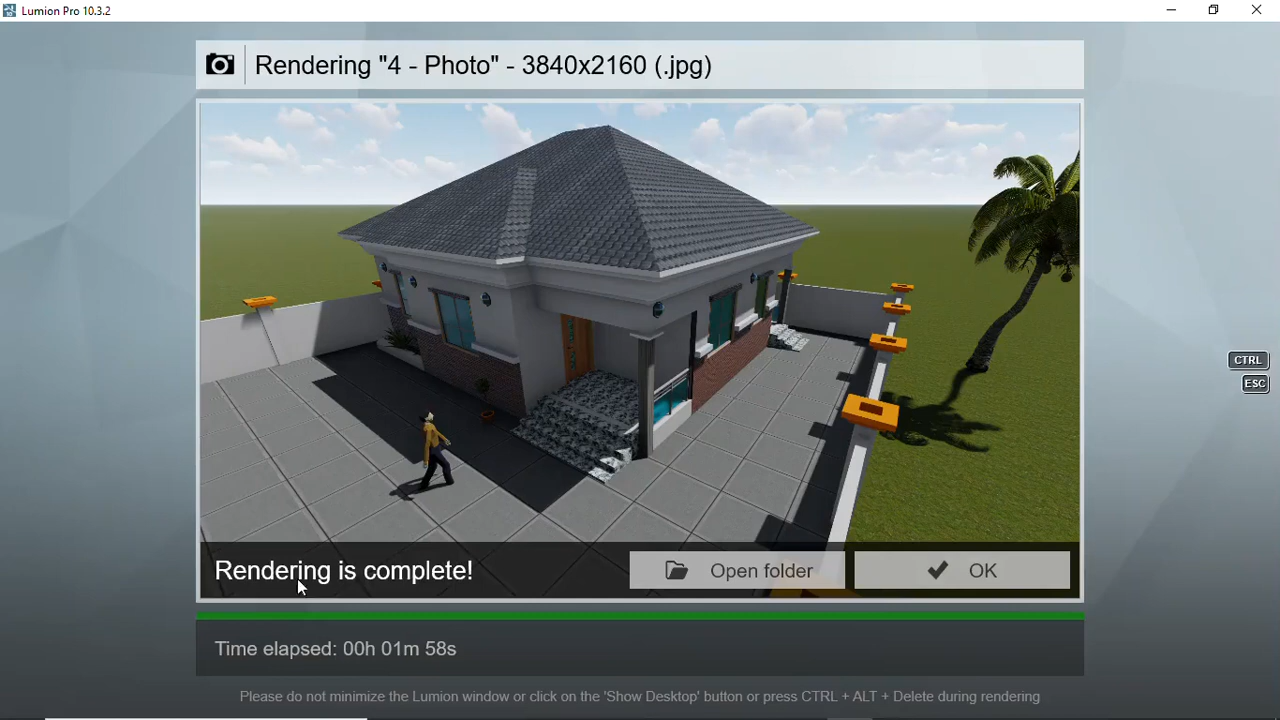 Lumion Pro 10.3.2
Rendering "4 - Photo" - 3840x2160 (.jpg)
CTRL
ESC
Rendering is complete!
Open folder
OK
Time elapsed: 00h 01m 58s
Please do not minimize the Lumion window or click on the 'Show Desktop' button or press CTRL + ALT + Delete during rendering